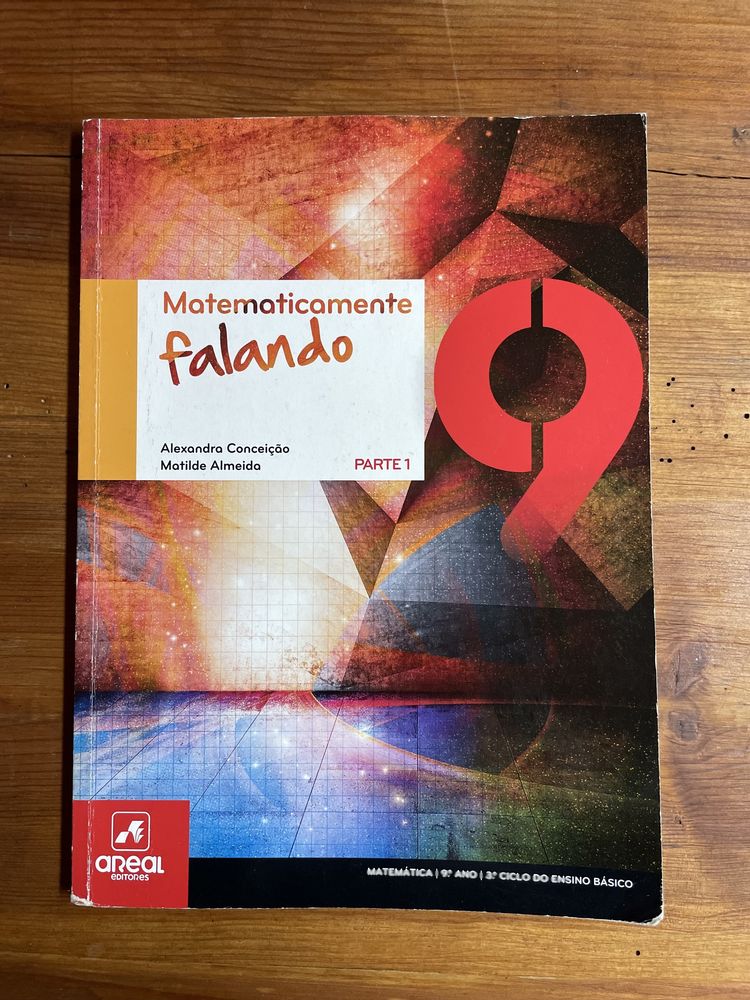 Matematicamente
falando
9
Alexandra Conceição
Matilde Almeida
PARTE 1
areal
EDITORES
MATEMÁTICA | 9.º ANO | 3.º CICLO DO ENSINO BÁSICO